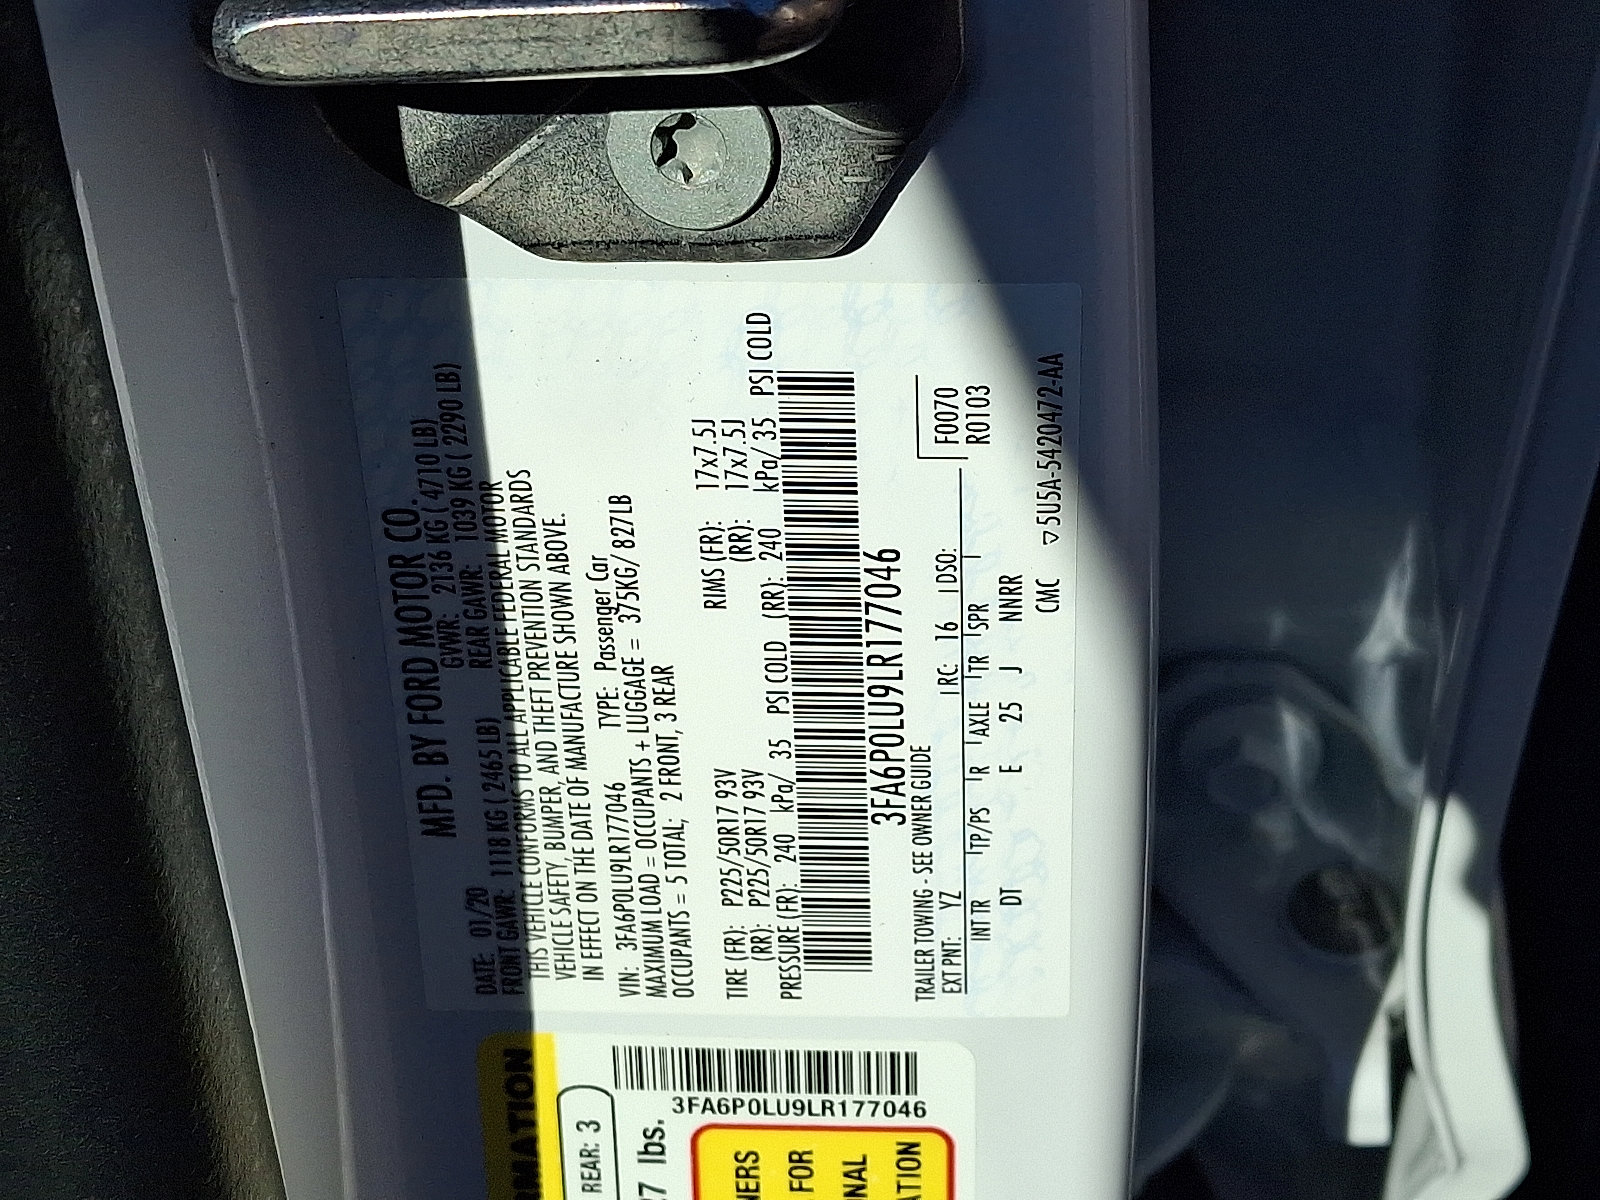 MFD. BY FORD MOTOR CO.
DATE: 01/20 GVWR: 2136 KG ( 4710 LB)
FRONT GAWR: 1118 KG ( 2465 LB) REAR GAWR: 1039 KG ( 2290 LB)
THIS VEHICLE CONFORMS TO ALL APPLICABLE FEDERAL MOTOR
VEHICLE SAFETY, BUMPER, AND THEFT PREVENTION STANDARDS
IN EFFECT ON THE DATE OF MANUFACTURE SHOWN ABOVE.
VIN: 3FA6P0LU9LR177046 TYPE: Passenger Car
MAXIMUM LOAD = OCCUPANTS + LUGGAGE = 375KG/ 827LB
OCCUPANTS = 5 TOTAL; 2 FRONT, 3 REAR
TIRE (FR): P225/50R17 93V RIMS (FR): 17x7.5J
(RR): P225/50R17 93V (RR): 17x7.5J
PRESSURE (FR): 240 kPa/ 35 PSI COLD (RR): 240 kPa/ 35 PSI COLD
3FA6P0LU9LR177046
TRAILER TOWING - SEE OWNER GUIDE
F0070
R0103
EXT PNT: YZ RC: 16 DSO:
INT TR TP/PS R AXLE TR SPR
DT E 25 J NNRR
CMC ▽5U5A-5420472-AA
REAR: 3
7 lbs.
3FA6P0LU9LR177046